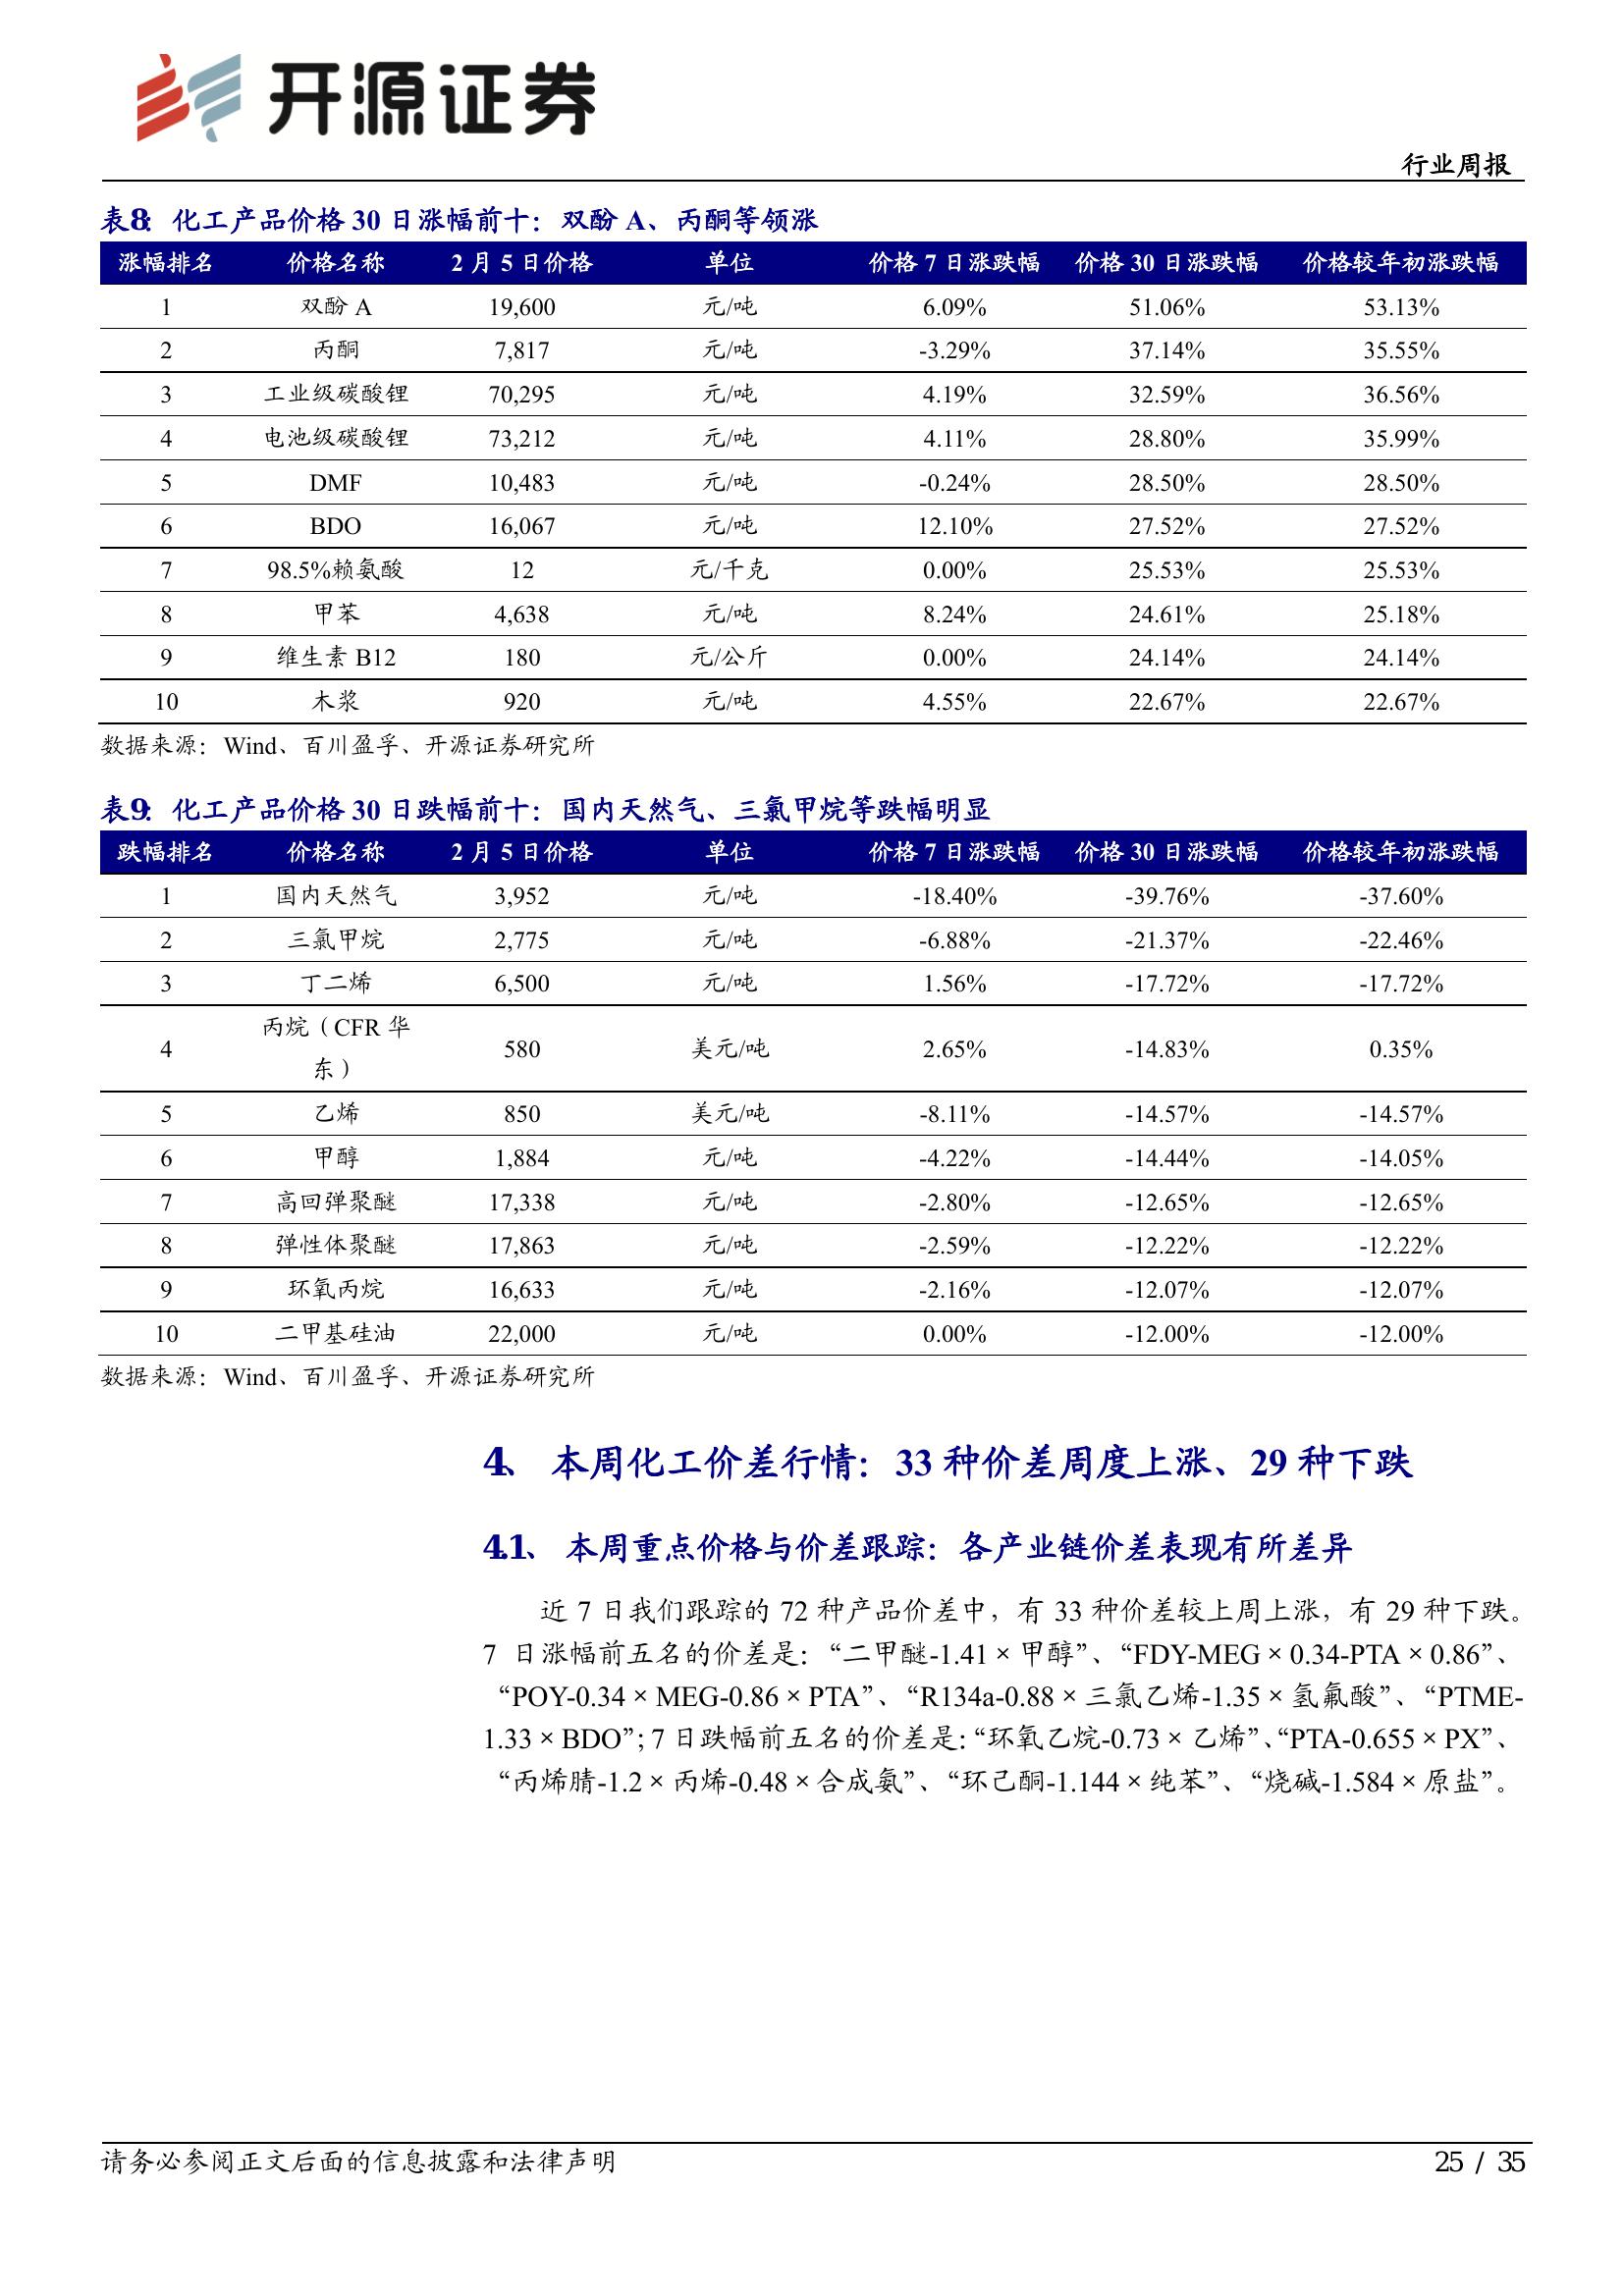 开源证券
行业周报
表8：化工产品价格 30 日涨幅前十：双酚 A、丙酮等领涨
涨幅排名 价格名称 2 月 5 日价格 单位 价格 7 日涨跌幅 价格 30 日涨跌幅 价格较年初涨跌幅
1 双酚 A 19,600 元/吨 6.09% 51.06% 53.13%
2 丙酮 7,817 元/吨 -3.29% 37.14% 35.55%
3 工业级碳酸锂 70,295 元/吨 4.19% 32.59% 36.56%
4 电池级碳酸锂 73,212 元/吨 4.11% 28.80% 35.99%
5 DMF 10,483 元/吨 -0.24% 28.50% 28.50%
6 BDO 16,067 元/吨 12.10% 27.52% 27.52%
7 98.5%赖氨酸 12 元/千克 0.00% 25.53% 25.53%
8 甲苯 4,638 元/吨 8.24% 24.61% 25.18%
9 维生素 B12 180 元/公斤 0.00% 24.14% 24.14%
10 木浆 920 元/吨 4.55% 22.67% 22.67%
数据来源：Wind、百川盈孚、开源证券研究所
表9：化工产品价格 30 日跌幅前十：国内天然气、三氯甲烷等跌幅明显
跌幅排名 价格名称 2 月 5 日价格 单位 价格 7 日涨跌幅 价格 30 日涨跌幅 价格较年初涨跌幅
1 国内天然气 3,952 元/吨 -18.40% -39.76% -37.60%
2 三氯甲烷 2,775 元/吨 -6.88% -21.37% -22.46%
3 丁二烯 6,500 元/吨 1.56% -17.72% -17.72%
4 丙烷（CFR 华 580 美元/吨 2.65% -14.83% 0.35%
东）
5 乙烯 850 美元/吨 -8.11% -14.57% -14.57%
6 甲醇 1,884 元/吨 -4.22% -14.44% -14.05%
7 高回弹聚醚 17,338 元/吨 -2.80% -12.65% -12.65%
8 弹性体聚醚 17,863 元/吨 -2.59% -12.22% -12.22%
9 环氧丙烷 16,633 元/吨 -2.16% -12.07% -12.07%
10 二甲基硅油 22,000 元/吨 0.00% -12.00% -12.00%
数据来源：Wind、百川盈孚、开源证券研究所
4、 本周化工价差行情：33 种价差周度上涨、29 种下跌
4.1、 本周重点价格与价差跟踪：各产业链价差表现有所差异
近 7 日我们跟踪的 72 种产品价差中，有 33 种价差较上周上涨，有 29 种下跌。
7 日涨幅前五名的价差是：“二甲醚-1.41×甲醇”、“FDY-MEG×0.34-PTA×0.86”、
“POY-0.34×MEG-0.86×PTA”、“R134a-0.88×三氯乙烯-1.35×氢氟酸”、“PTME-
1.33×BDO”；7 日跌幅前五名的价差是：“环氧乙烷-0.73×乙烯”、“PTA-0.655×PX”、
“丙烯腈-1.2×丙烯-0.48×合成氨”、“环己酮-1.144×纯苯”、“烧碱-1.584×原盐”。
请务必参阅正文后面的信息披露和法律声明
25 / 35